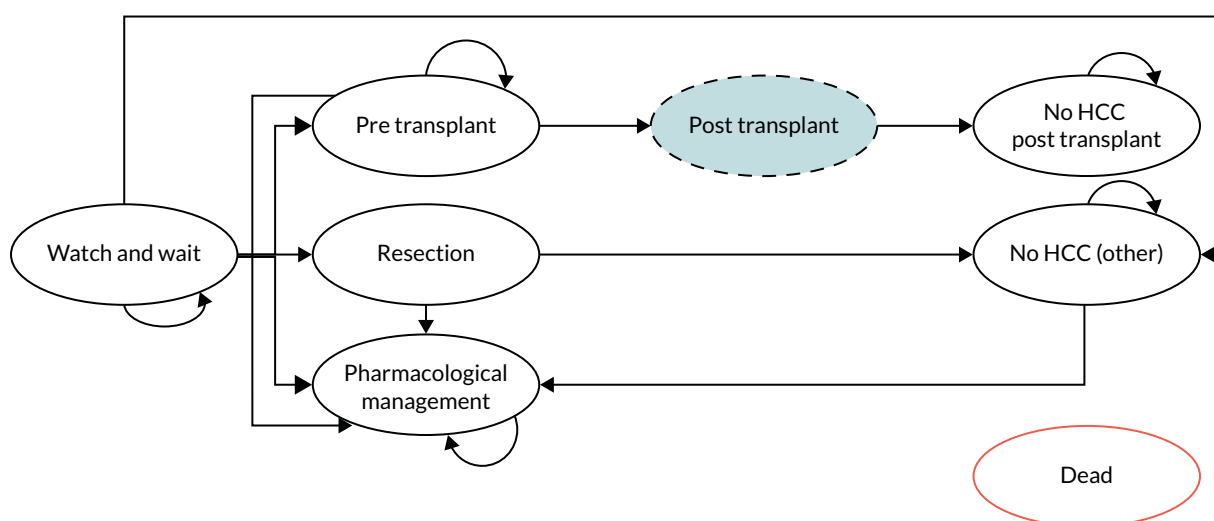 Pre transplant
Post transplant
No HCC
post transplant
Watch and wait
Resection
No HCC (other)
Pharmacological
management
Dead